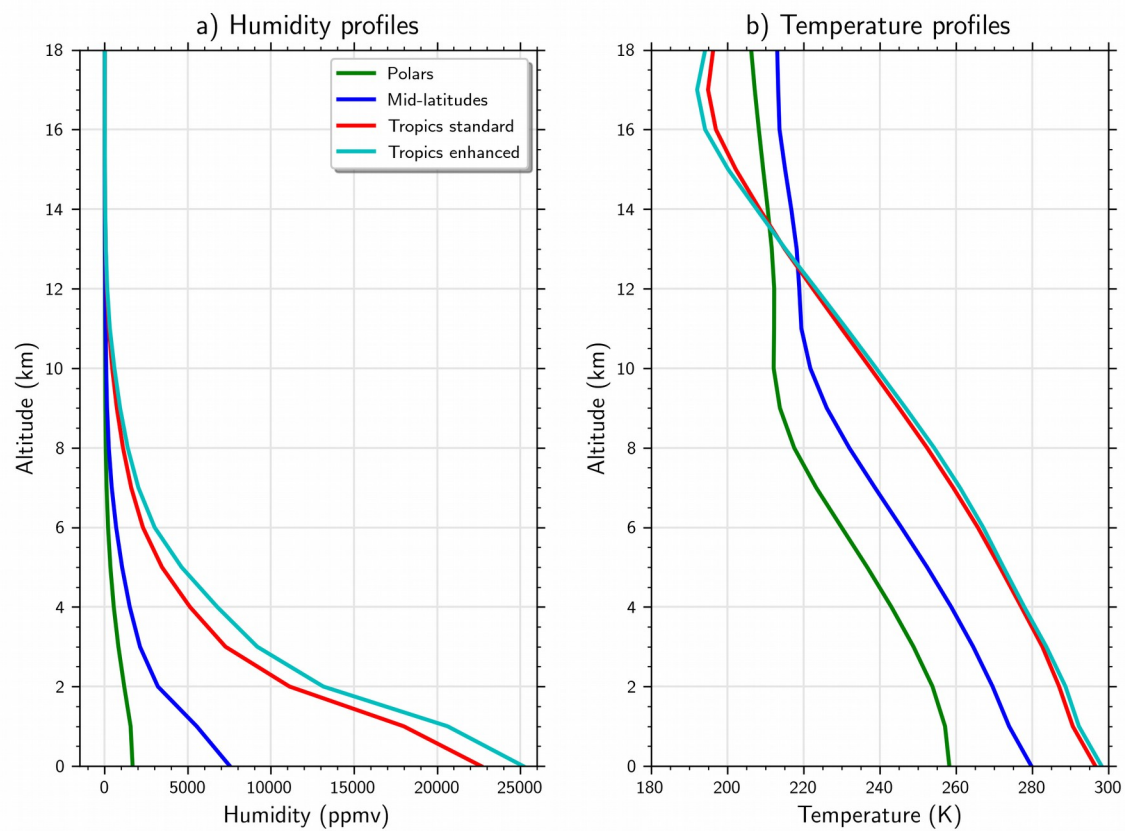 a) Humidity profiles
18
16
14
12
10
8
6
4
2
0
Altitude (km)
Polars
Mid-latitudes
Tropics standard
Tropics enhanced
0 5000 10000 15000 20000 25000
Humidity (ppmv)
b) Temperature profiles
18
16
14
12
10
8
6
4
2
0
Altitude (km)
180 200 220 240 260 280 300
Temperature (K)